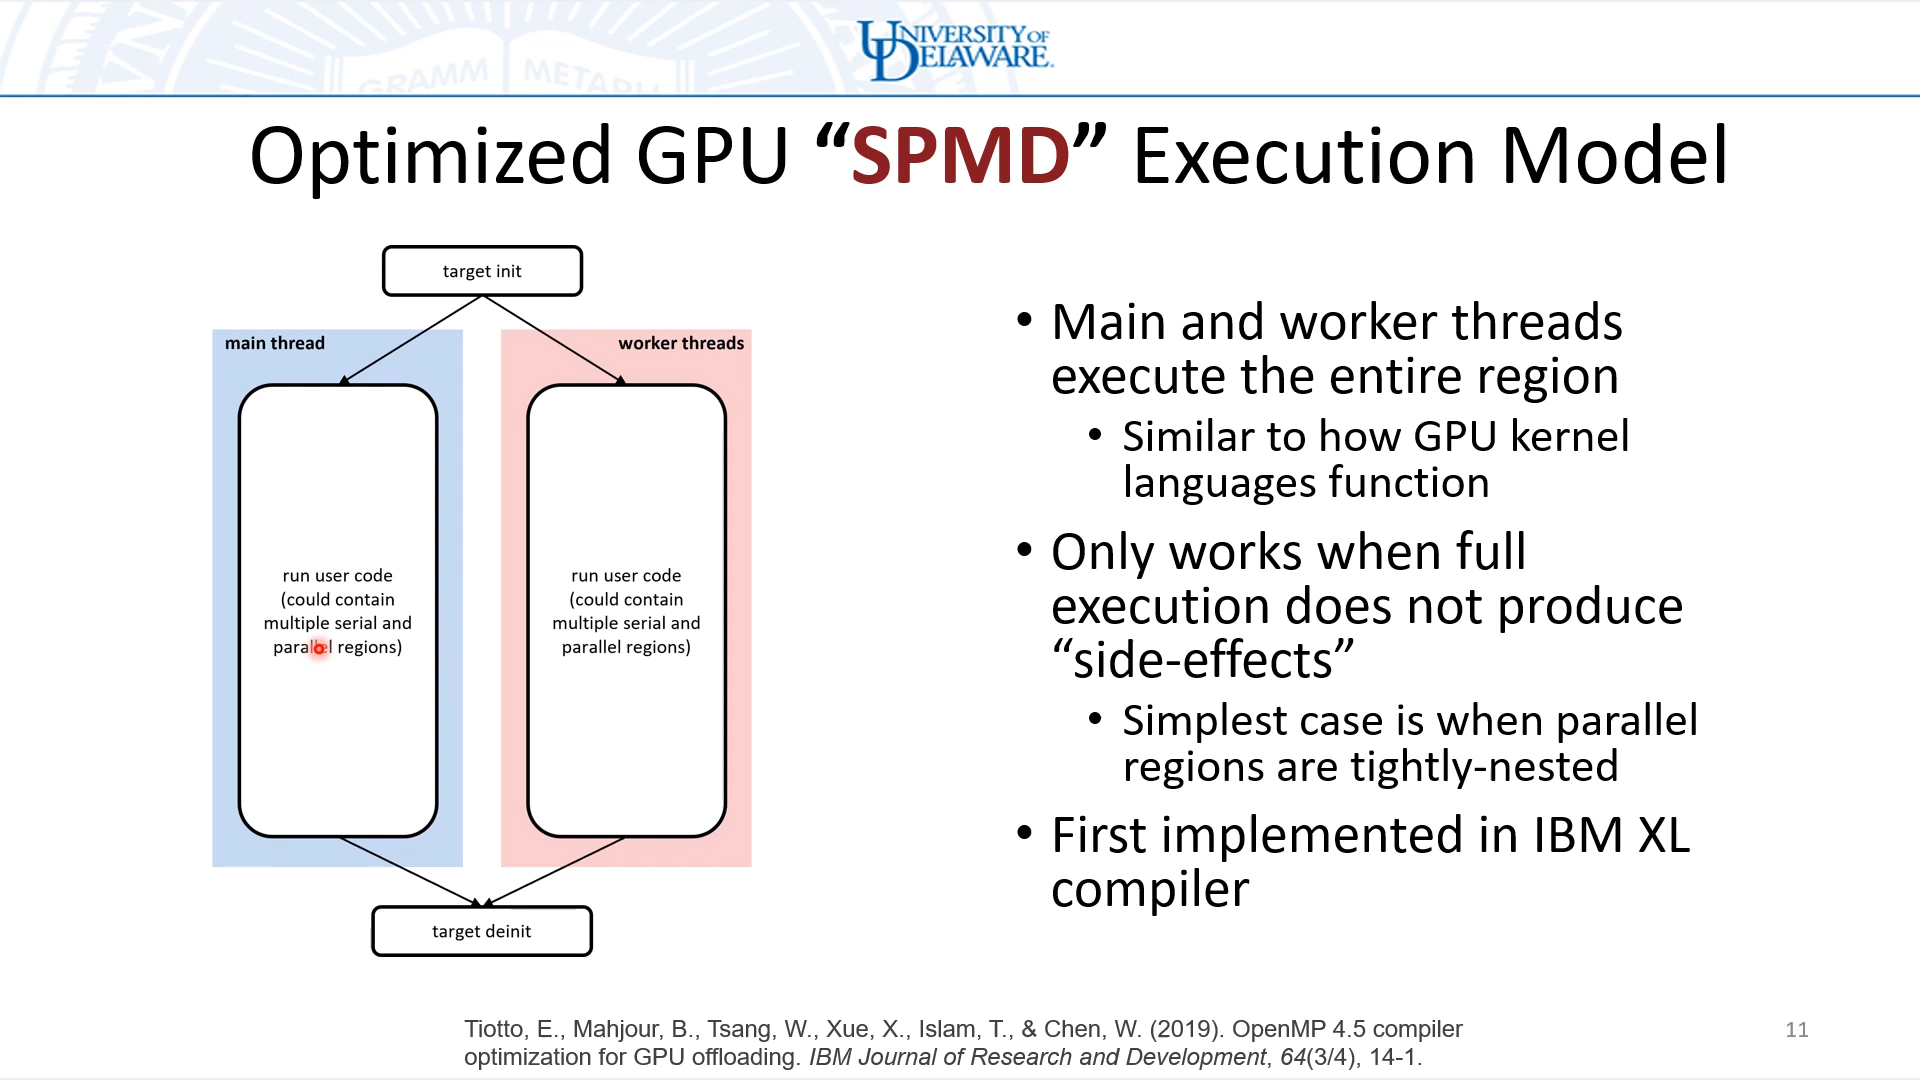 GRAMM METAPU
UNIVERSITY OF
DELAWARE.
Optimized GPU “SPMD” Execution Model
target init
main thread
worker threads
run user code
(could contain
multiple serial and
parallel regions)
run user code
(could contain
multiple serial and
parallel regions)
target deinit
• Main and worker threads
execute the entire region
• Similar to how GPU kernel
languages function
• Only works when full
execution does not produce
“side-effects”
• Simplest case is when parallel
regions are tightly-nested
• First implemented in IBM XL
compiler
Tiotto, E., Mahjour, B., Tsang, W., Xue, X., Islam, T., & Chen, W. (2019). OpenMP 4.5 compiler
optimization for GPU offloading. IBM Journal of Research and Development, 64(3/4), 14-1.
11